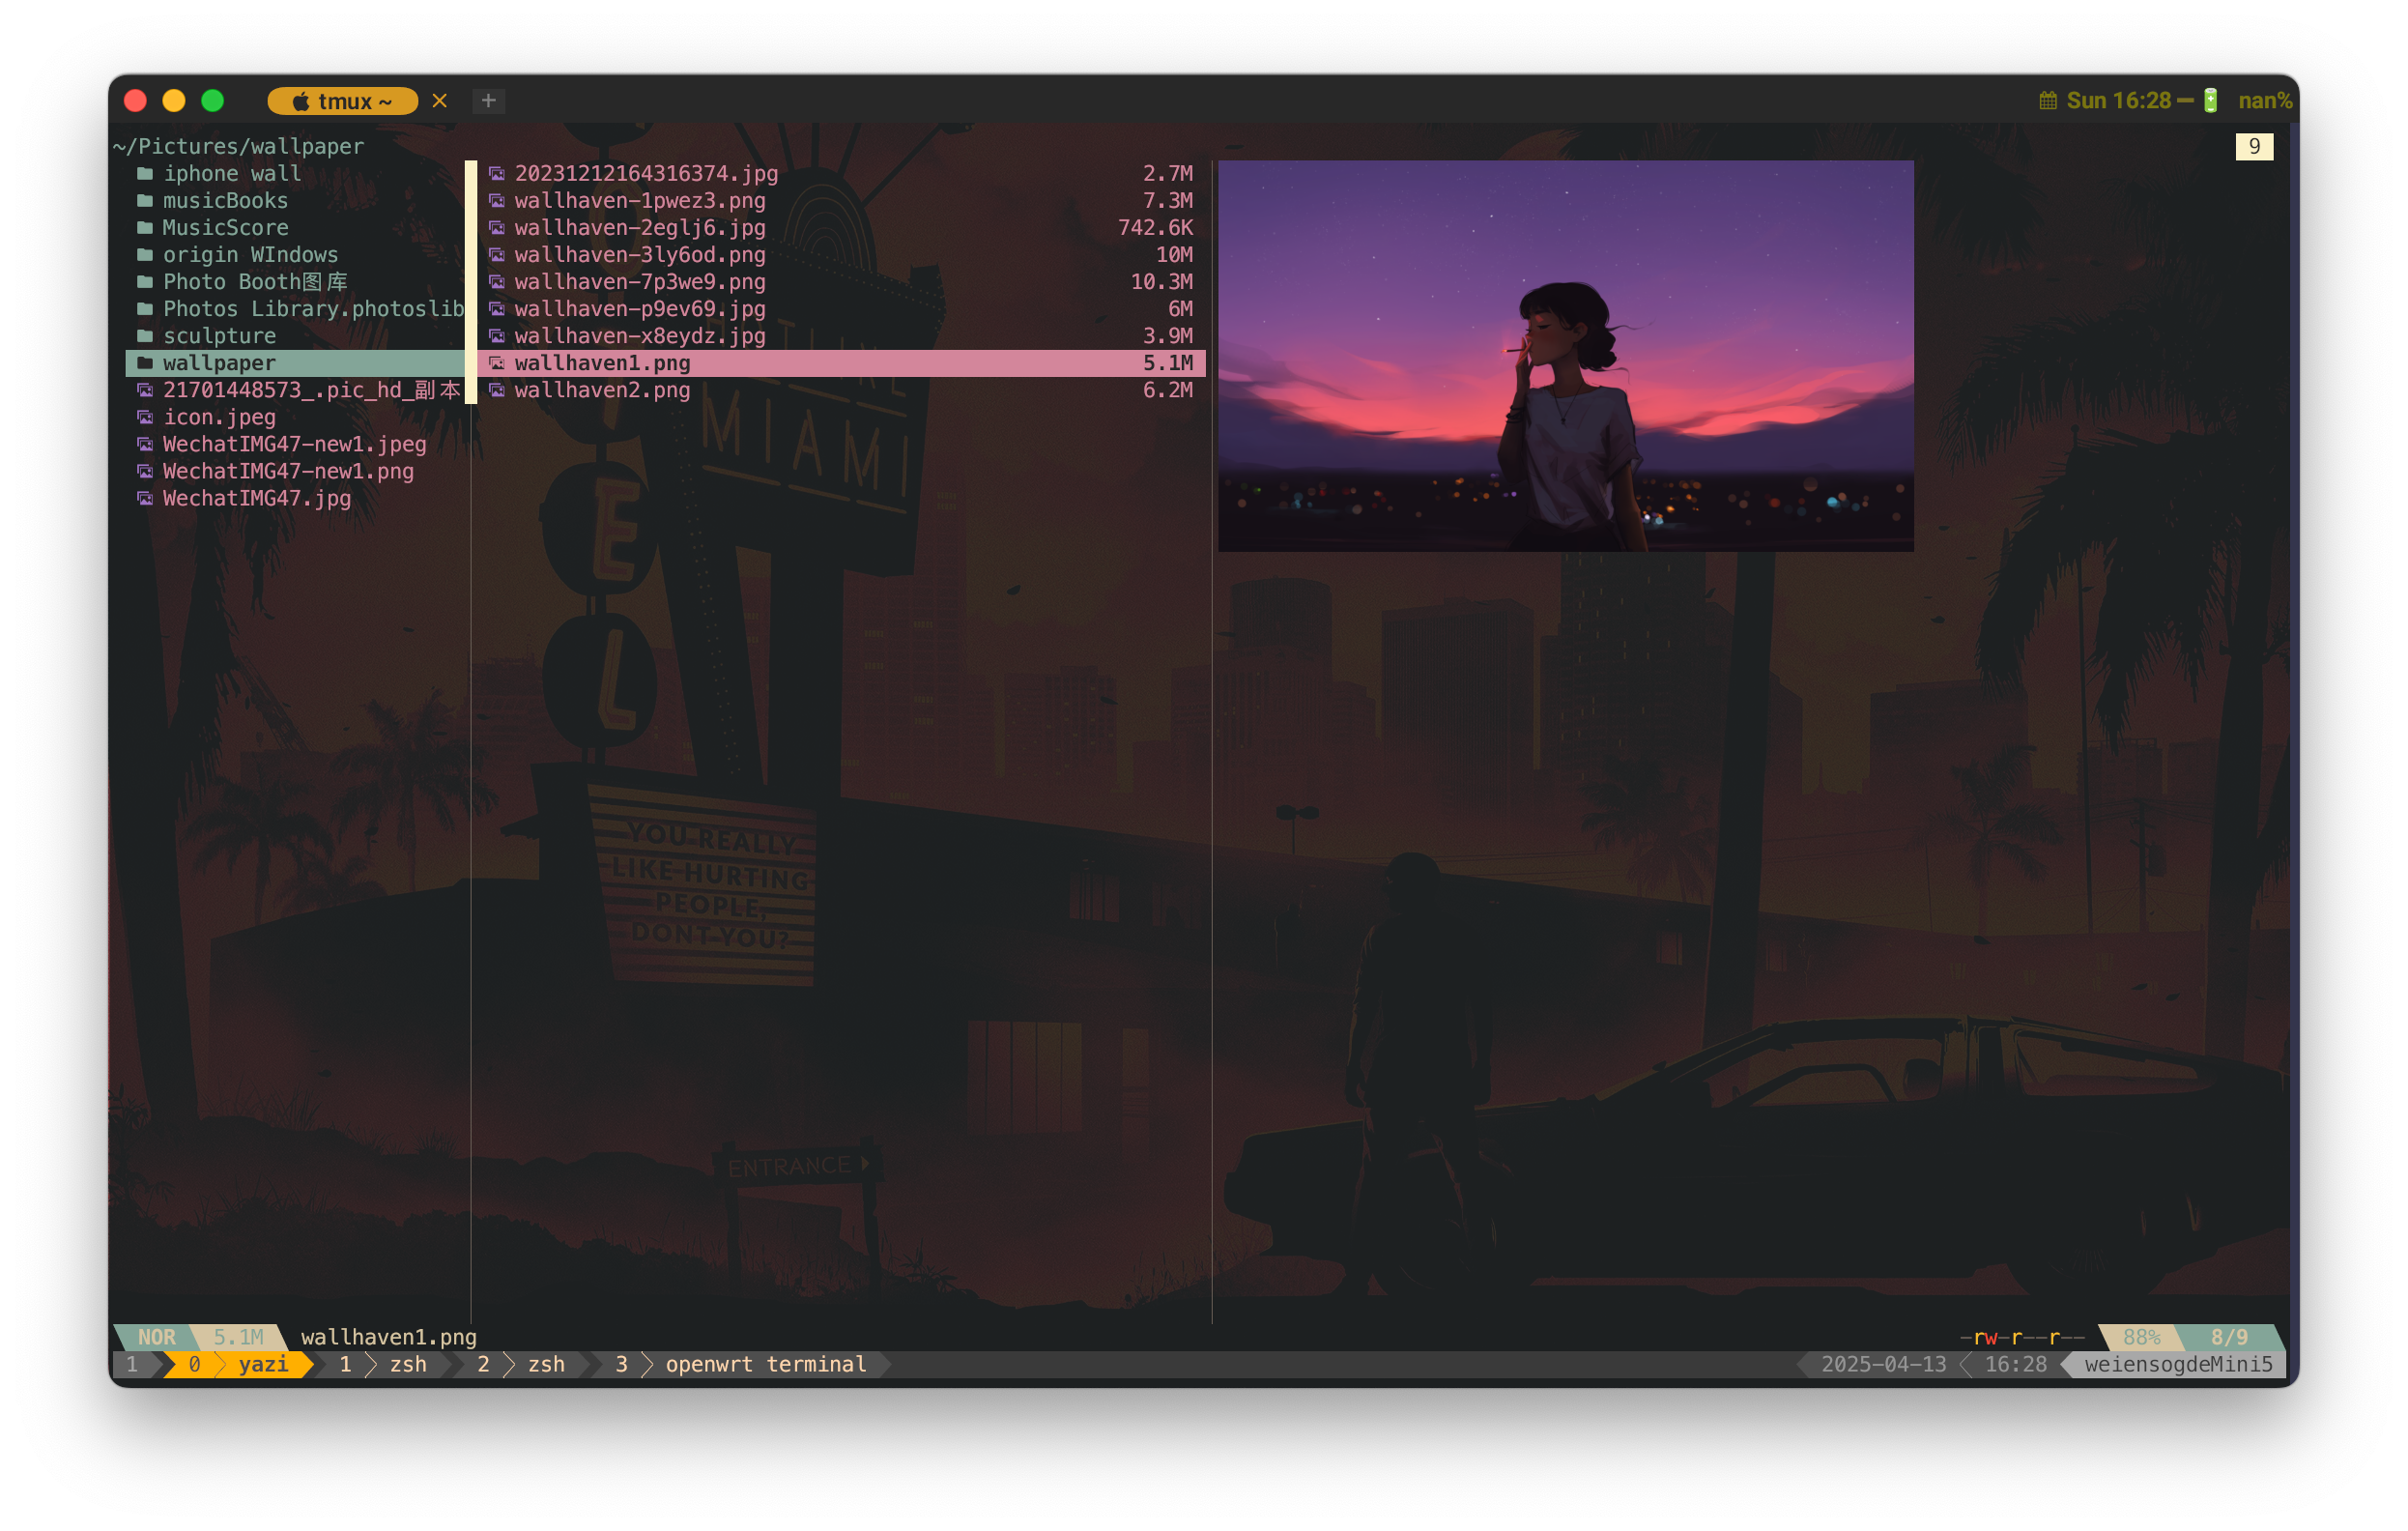 tmux ~ × +
Sun 16:28 — nan%
~/Pictures/wallpaper
9
iphone wall
musicBooks
MusicScore
origin WIndows
Photo Booth图库
Photos Library.photoslib
sculpture
wallpaper
21701448573_.pic_hd_副本
icon.jpeg
WechatIMG47-new1.jpeg
WechatIMG47-new1.png
WechatIMG47.jpg
20231212164316374.jpg 2.7M
wallhaven-1pwez3.png 7.3M
wallhaven-2eglj6.jpg 742.6K
wallhaven-3ly6od.png 10M
wallhaven-7p3we9.png 10.3M
wallhaven-p9ev69.jpg 6M
wallhaven-x8eydz.jpg 3.9M
wallhaven1.png 5.1M
wallhaven2.png 6.2M
HOTLINE
MIAMI
E
L
YOU REALLY
LIKE HURTING
PEOPLE,
DONT YOU?
ENTRANCE
NOR 5.1M wallhaven1.png
-rw-r--r-- 88% 8/9
1 0 yazi 1 zsh 2 zsh 3 openwrt terminal
2025-04-13 16:28 weiensogdeMini5